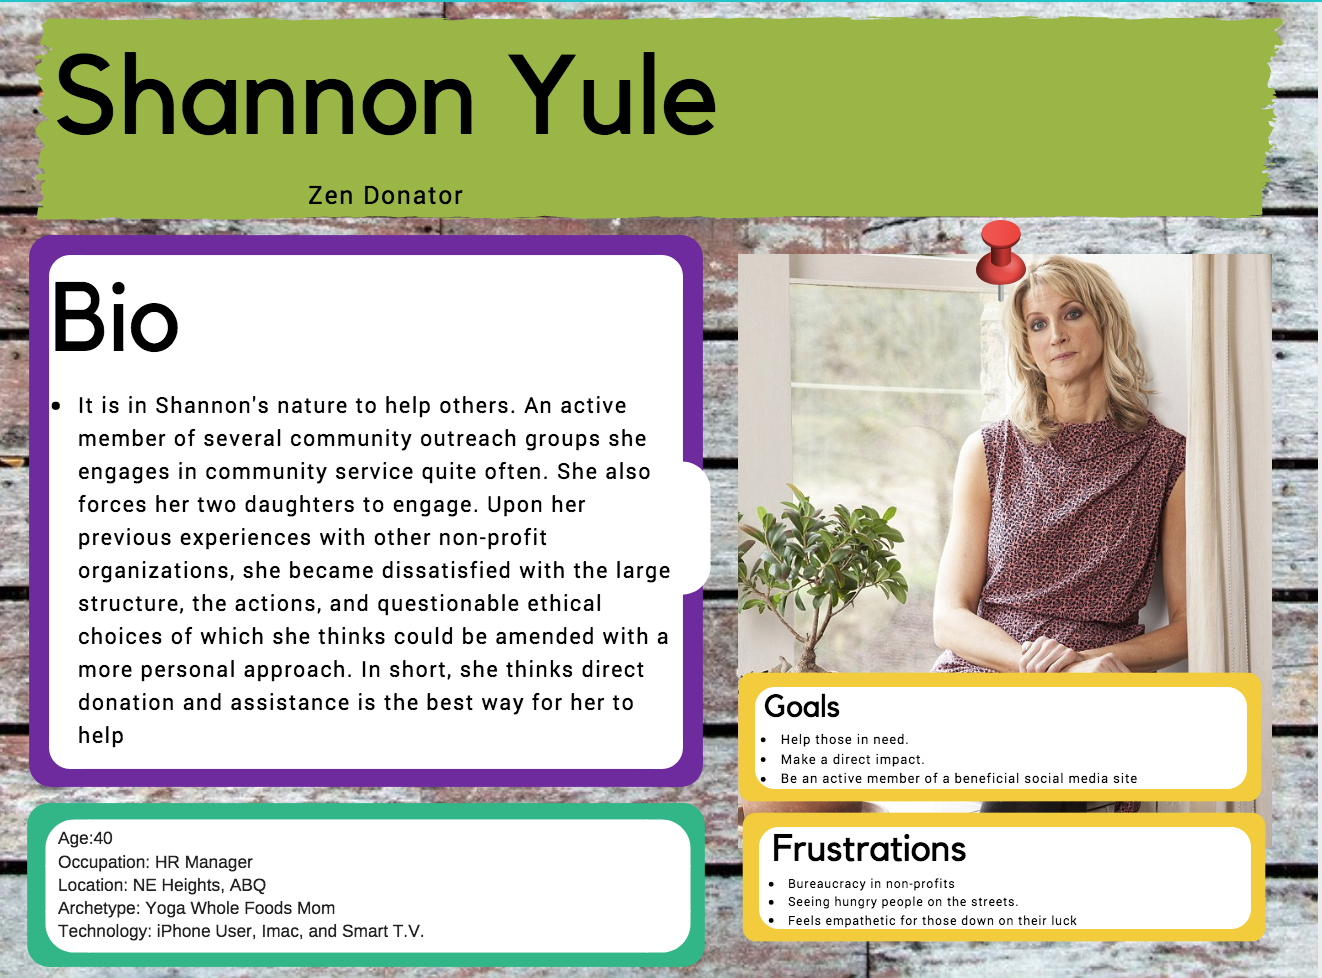 Shannon Yule
Zen Donator
Bio
• It is in Shannon's nature to help others. An active
member of several community outreach groups she
engages in community service quite often. She also
forces her two daughters to engage. Upon her
previous experiences with other non-profit
organizations, she became dissatisfied with the large
structure, the actions, and questionable ethical
choices of which she thinks could be amended with a
more personal approach. In short, she thinks direct
donation and assistance is the best way for her to
help
Age:40
Occupation: HR Manager
Location: NE Heights, ABQ
Archetype: Yoga Whole Foods Mom
Technology: iPhone User, Imac, and Smart T.V.
Goals
• Help those in need.
• Make a direct impact.
• Be an active member of a beneficial social media site
Frustrations
• Bureaucracy in non-profits
• Seeing hungry people on the streets.
• Feels empathetic for those down on their luck